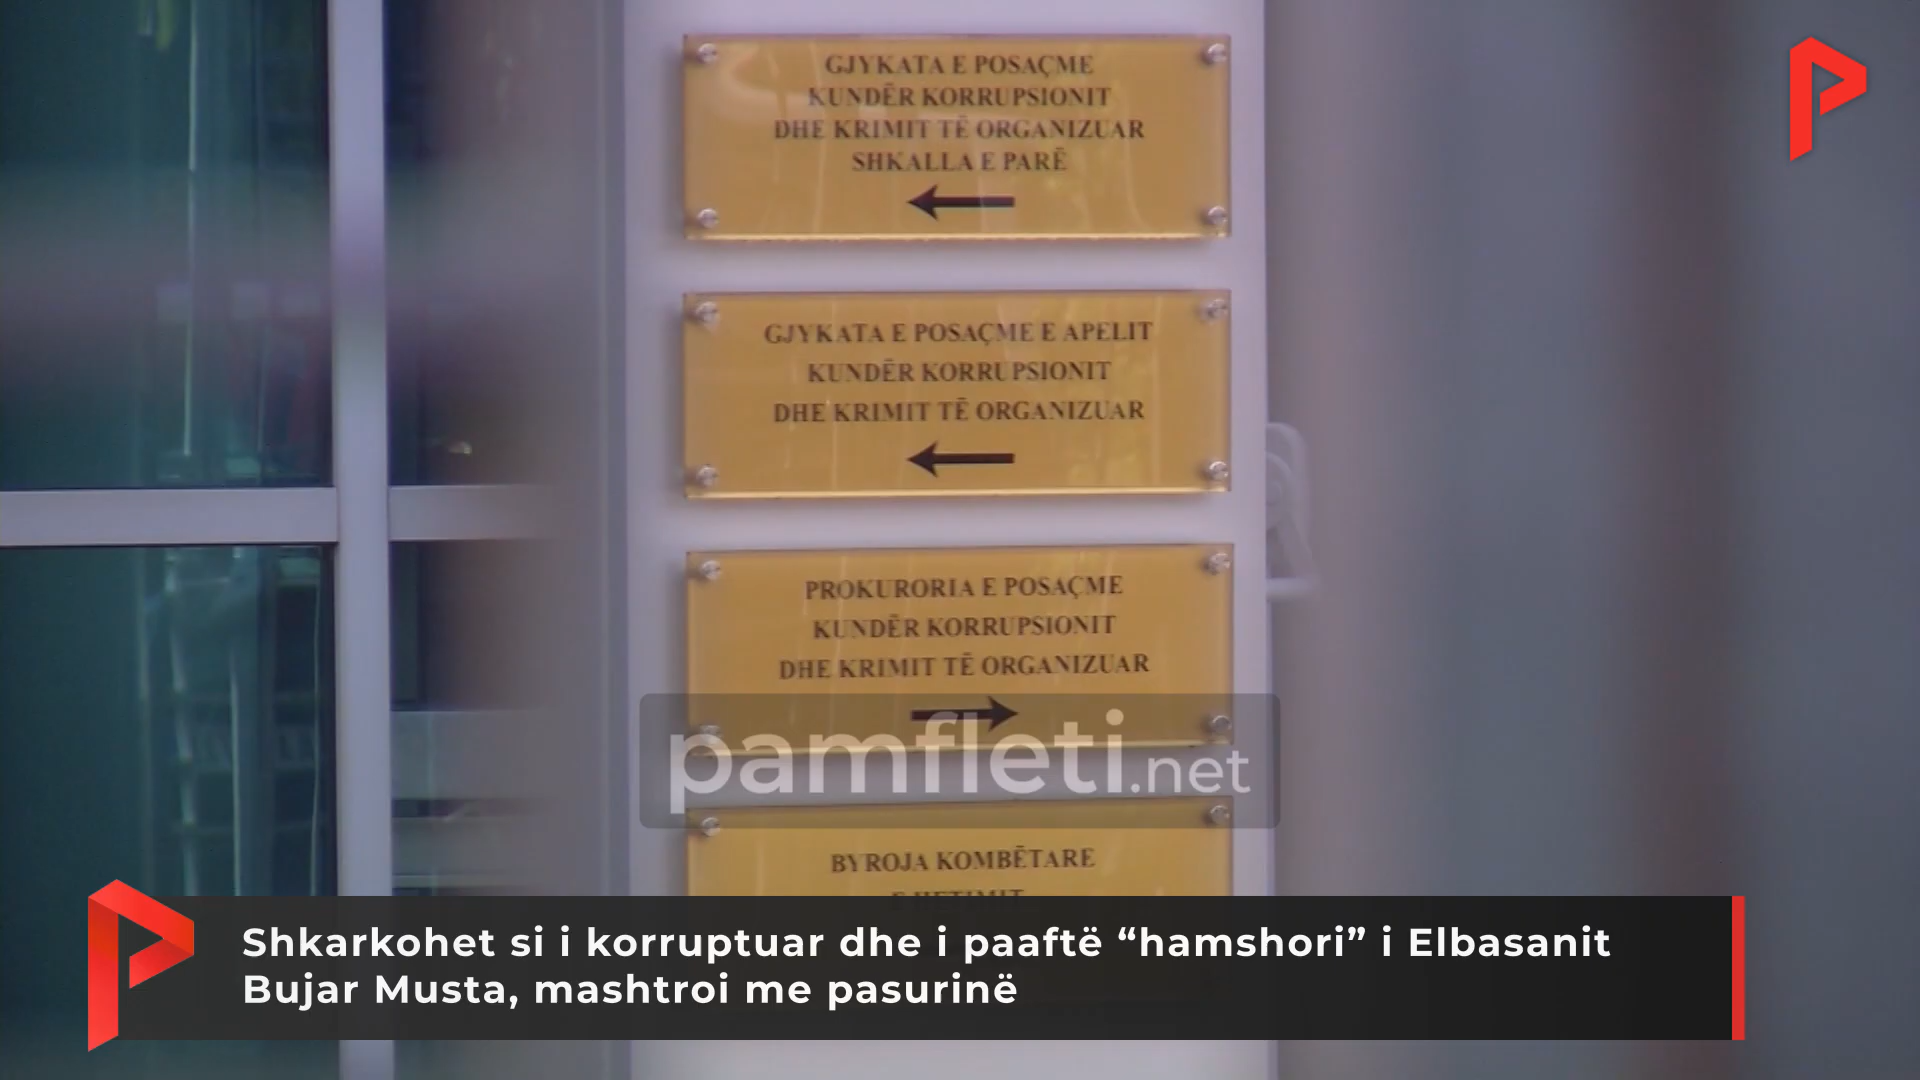 GJYKATA E POSAÇME
KUNDËR KORRUPSIONIT
DHE KRIMIT TË ORGANIZUAR
SHKALLA E PARË
GJYKATA E POSAÇME E APELIT
KUNDËR KORRUPSIONIT
DHE KRIMIT TË ORGANIZUAR
PROKURORIA E POSAÇME
KUNDËR KORRUPSIONIT
DHE KRIMIT TË ORGANIZUAR
pamfleti.net
BYROJA KOMBËTARE
E HETIMIT
Shkarkohet si i korruptuar dhe i paaftë “hamshori” i Elbasanit
Bujar Musta, mashtroi me pasurinë